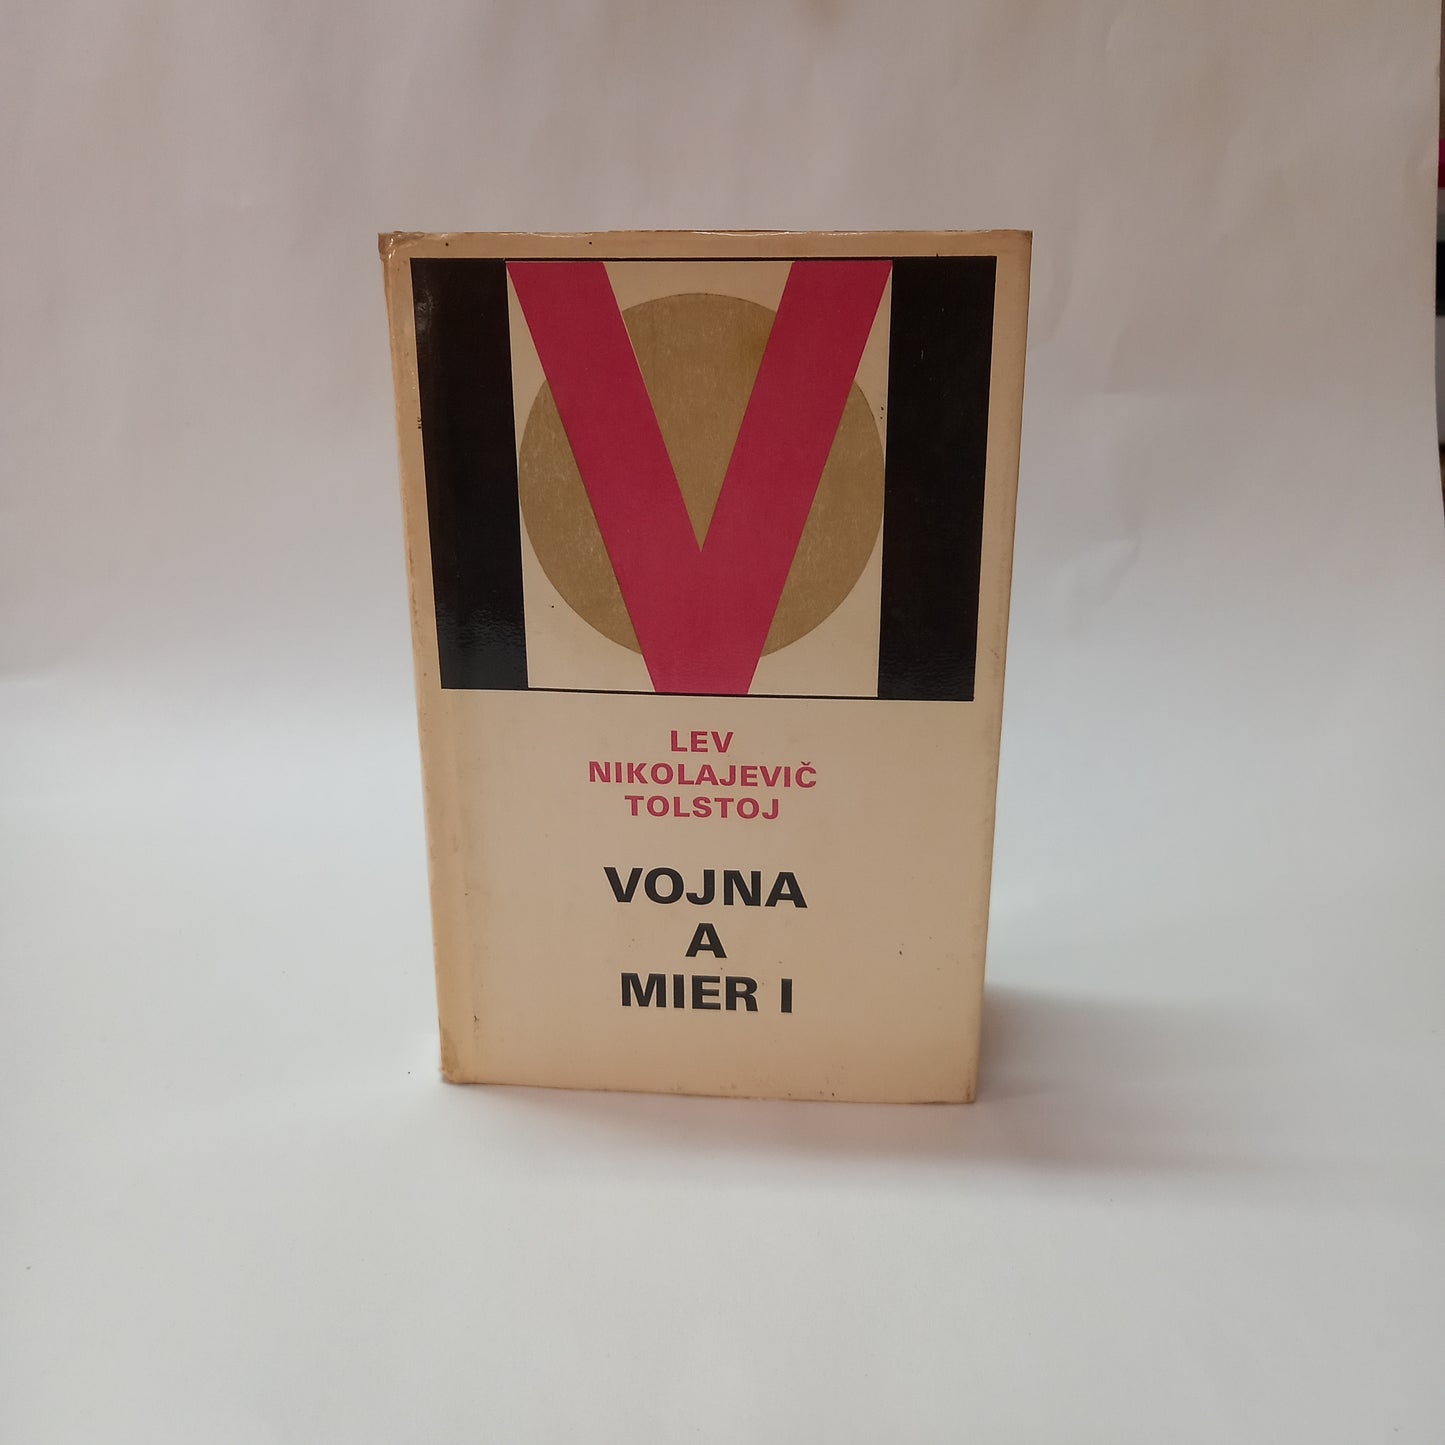 V
LEV
NIKOLAJEVIČ
TOLSTOJ
VOJNA
A
MIER I